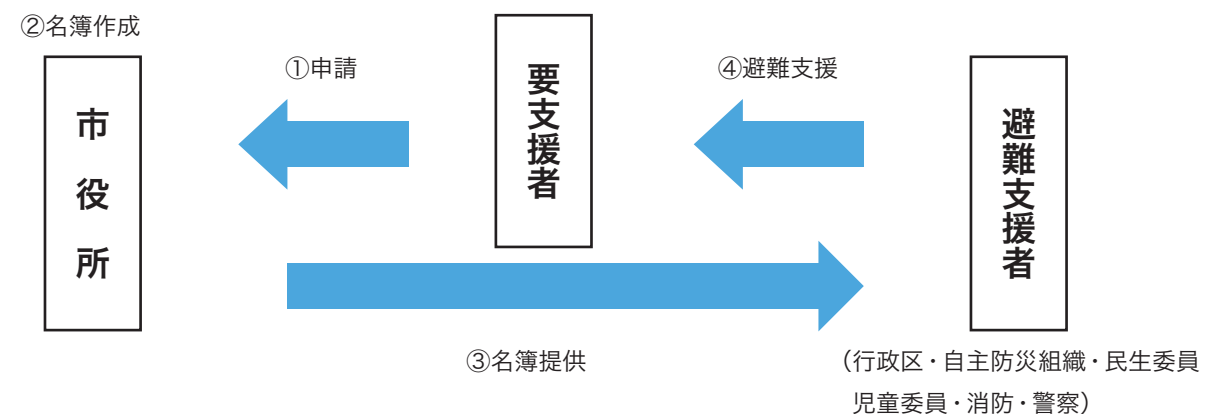 ②名簿作成
市役所
①申請
要支援者
④避難支援
避難支援者
③名簿提供
(行政区・自主防災組織・民生委員
児童委員・消防・警察)